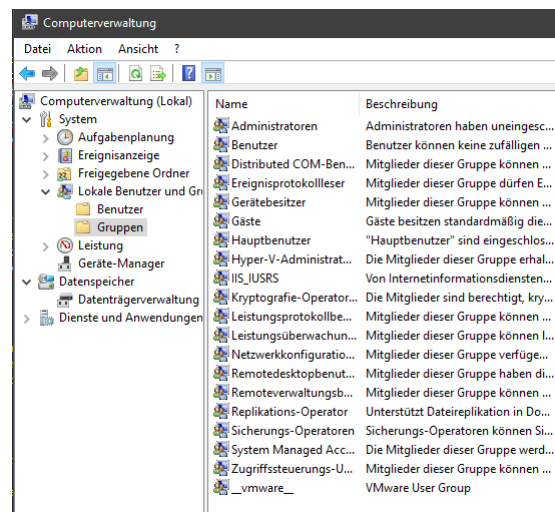 Computerverwaltung
Datei Aktion Ansicht ?
Computerverwaltung (Lokal)
System
Aufgabenplanung
Ereignisanzeige
Freigegebene Ordner
Lokale Benutzer und Gru
Benutzer
Gruppen
Leistung
Geräte-Manager
Datenspeicher
Datenträgerverwaltung
Dienste und Anwendungen
Name Beschreibung
Administratoren Administratoren haben uneingesc...
Benutzer Benutzer können keine zufälligen ...
Distributed COM-Ben... Mitglieder dieser Gruppe können ...
Ereignisprotokollleser Mitglieder dieser Gruppe dürfen E...
Gerätebesitzer Mitglieder dieser Gruppe können ...
Gäste Gäste besitzen standardmäßig die...
Hauptbenutzer "Hauptbenutzer" sind eingeschlos...
Hyper-V-Administrat... Die Mitglieder dieser Gruppe erhal...
IIS_IUSRS Von Internetinformationsdiensten...
Kryptografie-Operator... Die Mitglieder sind berechtigt, kry...
Leistungsprotokollbe... Mitglieder dieser Gruppe können ...
Leistungsüberwachun... Mitglieder dieser Gruppe können l...
Netzwerkkonfiguratio... Mitglieder dieser Gruppe verfüge...
Remotedesktopbenut... Mitglieder dieser Gruppe haben di...
Remoteverwaltungsb... Mitglieder dieser Gruppe können ...
Replikations-Operator Unterstützt Dateireplikation in Do...
Sicherungs-Operatoren Sicherungs-Operatoren können Si...
System Managed Acc... Die Mitglieder dieser Gruppe werd...
Zugriffssteuerungs-U... Mitglieder dieser Gruppe können ...
__vmware__ VMware User Group